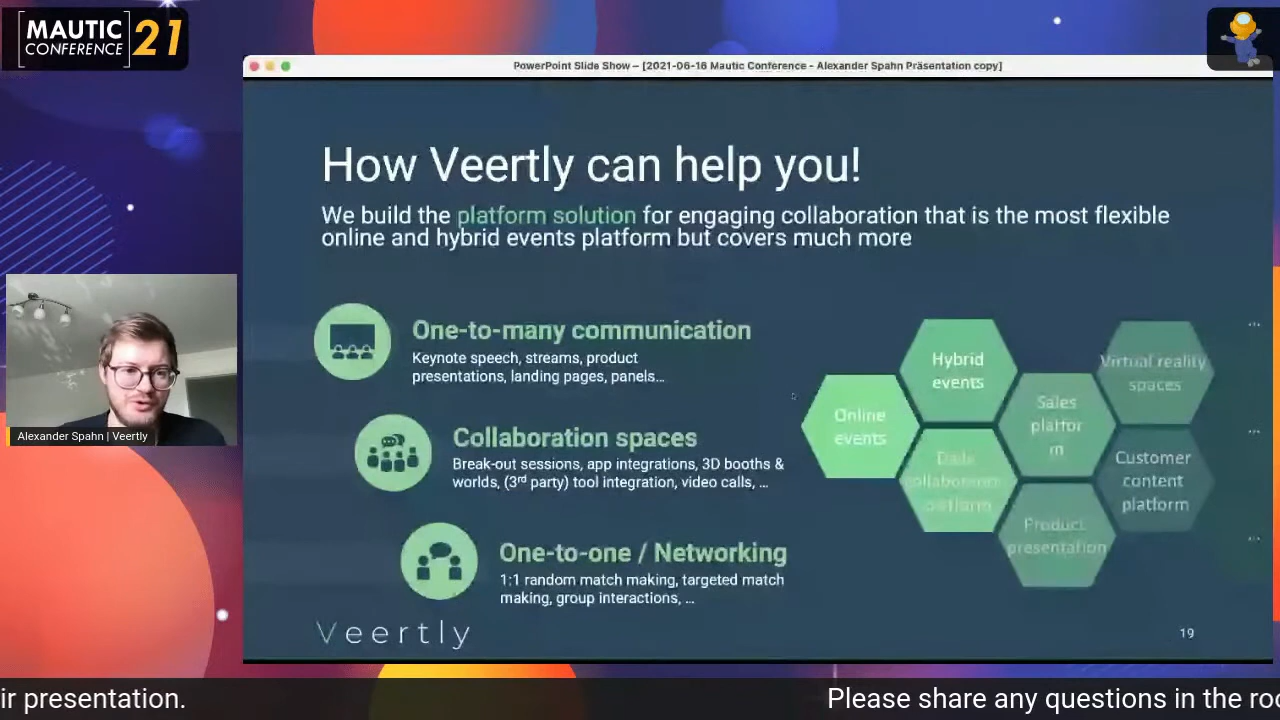 MAUTIC
CONFERENCE
21
PowerPoint Slide Show – [2021-06-16 Mautic Conference - Alexander Spahn Präsentation copy]
How Veertly can help you!
We build the platform solution for engaging collaboration that is the most flexible
online and hybrid events platform but covers much more
One-to-many communication
Keynote speech, streams, product
presentations, landing pages, panels...
Collaboration spaces
Break-out sessions, app integrations, 3D booths &
worlds, (3rd party) tool integration, video calls, ...
One-to-one / Networking
1:1 random match making, targeted match
making, group interactions, ...
Online
events
Hybrid
events
Daily
collaboration
platform
Sales
platfor
m
Product
presentation
Virtual reality
spaces
Customer
content
platform
...
...
...
Veertly
19
Alexander Spahn | Veertly
ir presentation.
Please share any questions in the roo